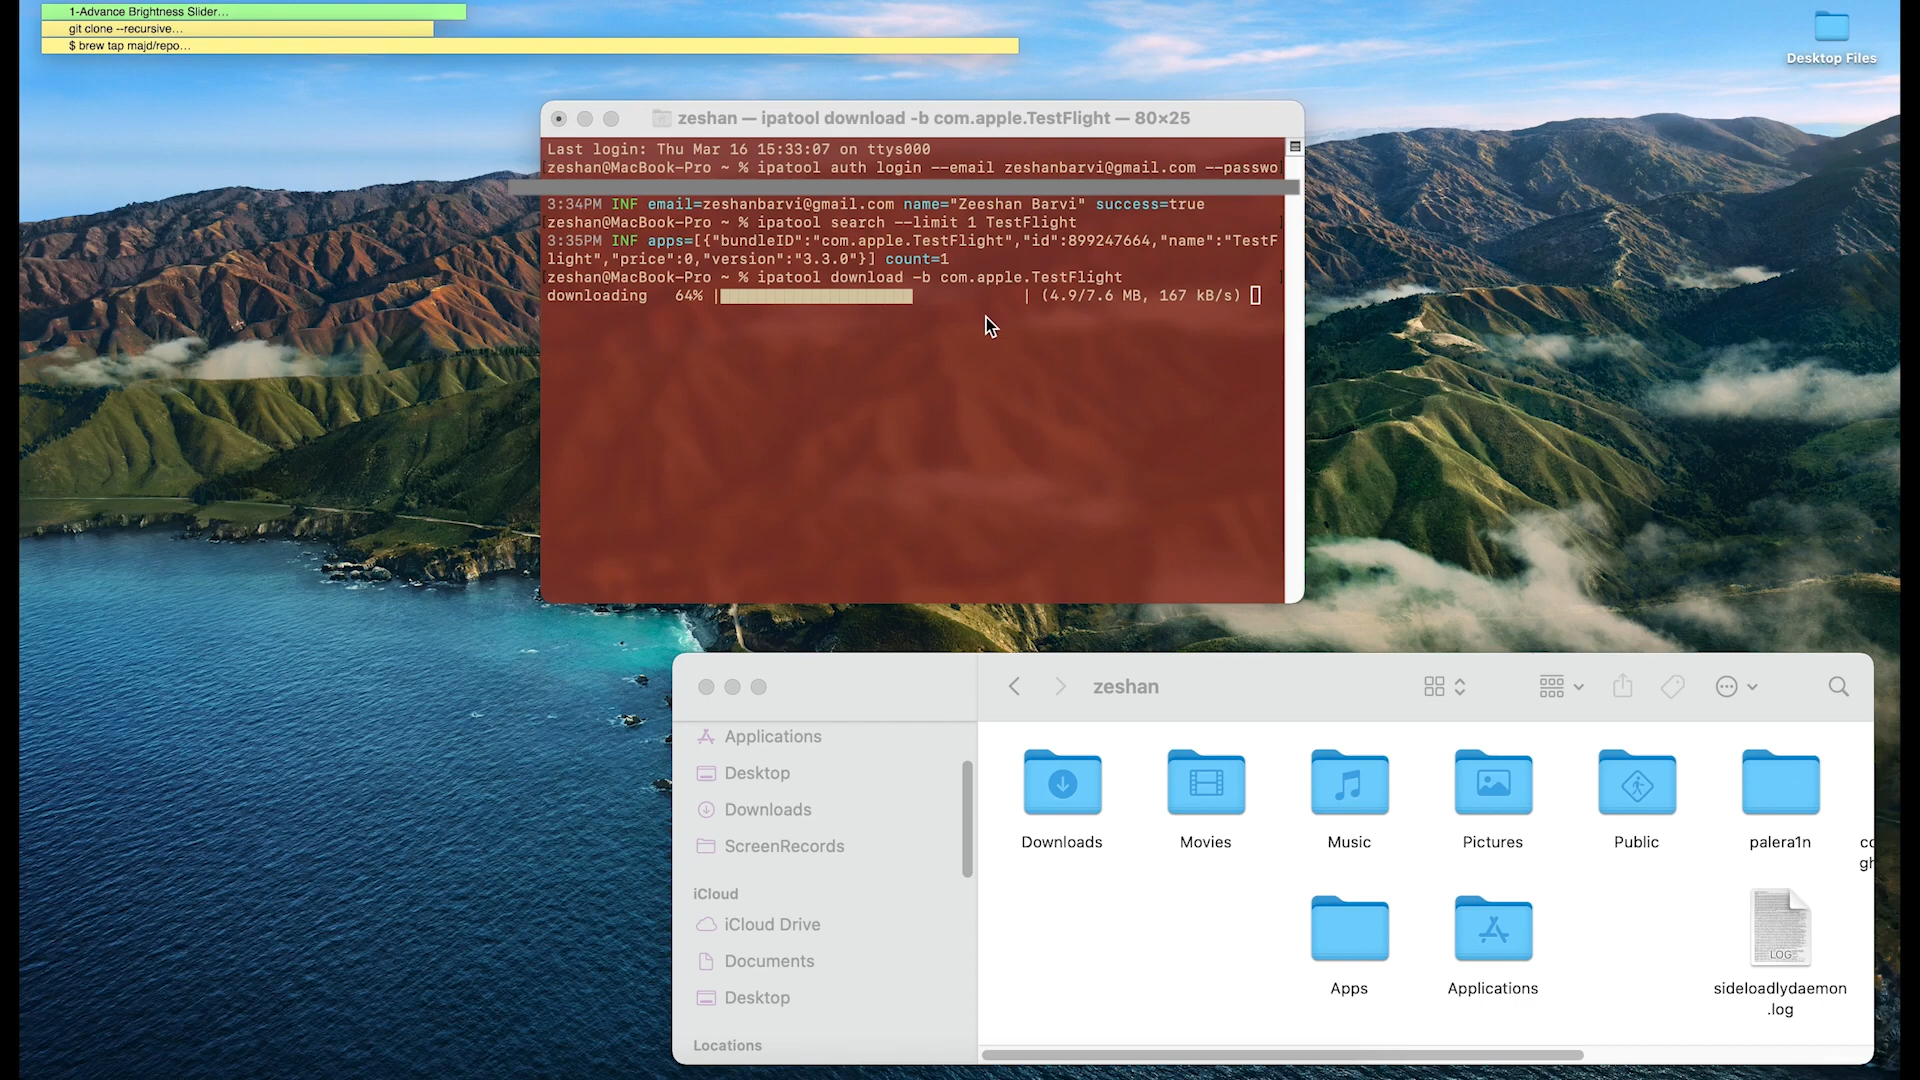 1-Advance Brightness Slider...
git clone --recursive...
$ brew tap majd/repo...
Desktop Files
zeshan — ipatool download -b com.apple.TestFlight — 80×25
Last login: Thu Mar 16 15:33:07 on ttys000
[zeshan@MacBook-Pro ~ % ipatool auth login --email zeshanbarvi@gmail.com --passwo]
3:34PM INF email=zeshanbarvi@gmail.com name="Zeeshan Barvi" success=true
[zeshan@MacBook-Pro ~ % ipatool search --limit 1 TestFlight ]
3:35PM INF apps=[{"bundleID":"com.apple.TestFlight","id":899247664,"name":"TestF
light","price":0,"version":"3.3.0"}] count=1
[zeshan@MacBook-Pro ~ % ipatool download -b com.apple.TestFlight ]
downloading 64% | | (4.9/7.6 MB, 167 kB/s)
zeshan
Applications
Desktop
Downloads
ScreenRecords
iCloud
iCloud Drive
Documents
Desktop
Locations
Downloads
Movies
Music
Pictures
Public
palera1n
Apps
Applications
LOG
sideloadlydaemon
.log